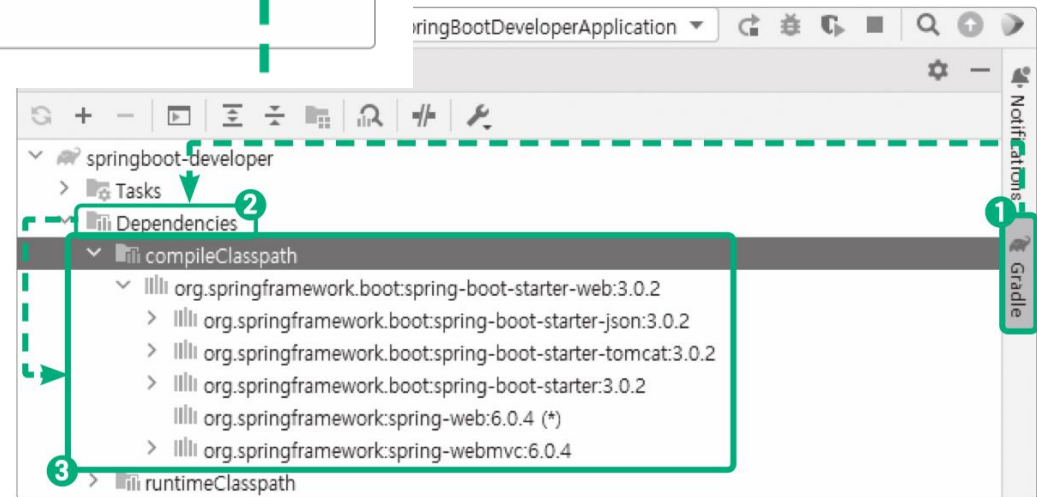 ringBootDeveloperApplication
Notifications
springboot-developer
Tasks
2
Dependencies
1
Gradle
compileClasspath
org.springframework.boot:spring-boot-starter-web:3.0.2
org.springframework.boot:spring-boot-starter-json:3.0.2
org.springframework.boot:spring-boot-starter-tomcat:3.0.2
org.springframework.boot:spring-boot-starter:3.0.2
org.springframework:spring-web:6.0.4 (*)
org.springframework:spring-webmvc:6.0.4
3
runtimeClasspath